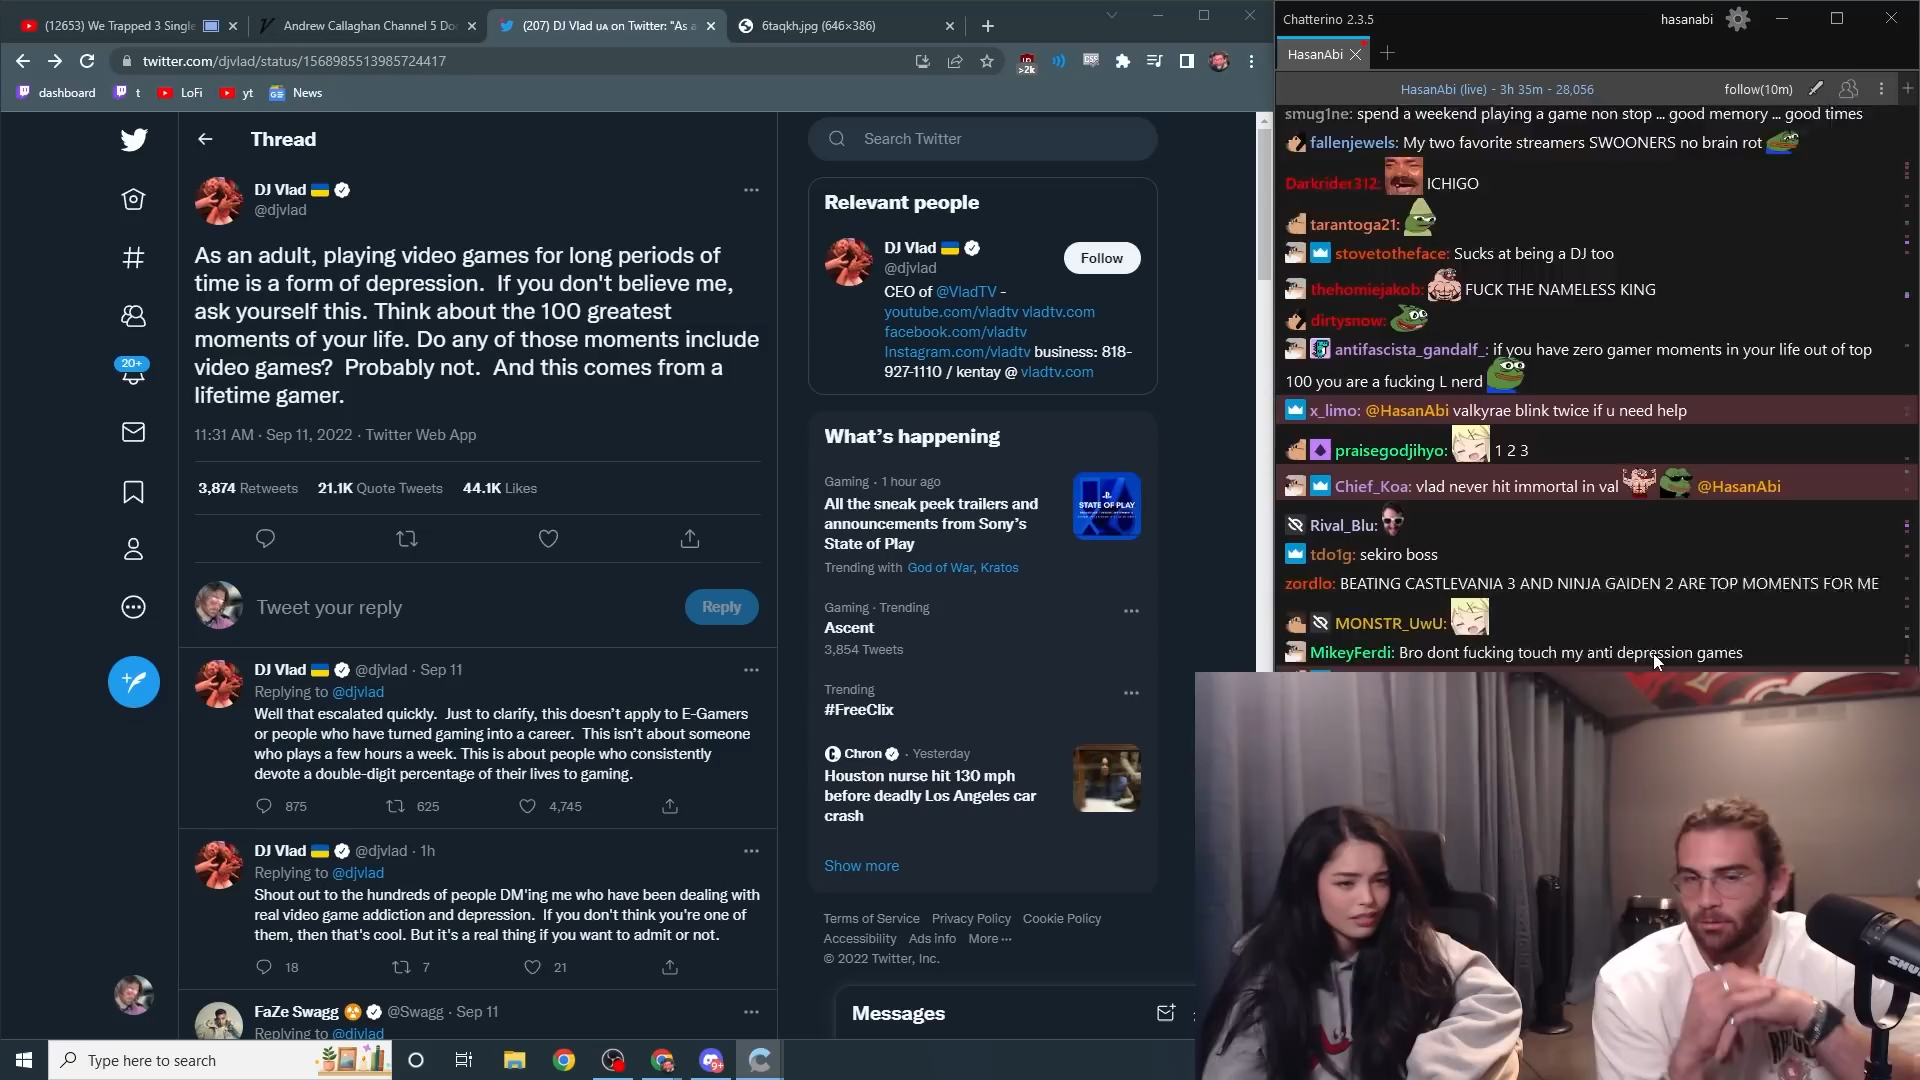 (12653) We Trapped 3 Single
Andrew Callaghan Channel 5 Do
(207) DJ Vlad UA on Twitter: "As a
6taqkh.jpg (646×386)
twitter.com/djvlad/status/1568985513985724417
>2k
dashboard
t
LoFi
yt
News
Thread
DJ Vlad
@djvlad
As an adult, playing video games for long periods of
time is a form of depression.  If you don't believe me,
ask yourself this. Think about the 100 greatest
moments of your life. Do any of those moments include
video games?  Probably not.  And this comes from a
lifetime gamer.
11:31 AM · Sep 11, 2022 · Twitter Web App
3,874 Retweets 21.1K Quote Tweets 44.1K Likes
20+
Tweet your reply
Reply
DJ Vlad @djvlad · Sep 11
Replying to @djvlad
Well that escalated quickly.  Just to clarify, this doesn't apply to E-Gamers
or people who have turned gaming into a career.  This isn't about someone
who plays a few hours a week. This is about people who consistently
devote a double-digit percentage of their lives to gaming.
875 625 4,745
DJ Vlad @djvlad · 1h
Replying to @djvlad
Shout out to the hundreds of people DM'ing me who have been dealing with
real video game addiction and depression.  If you don't think you're one of
them, then that's cool. But it's a real thing if you want to admit or not.
18 7 21
FaZe Swagg @Swagg · Sep 11
Replying to @djvlad
Search Twitter
Relevant people
DJ Vlad
@djvlad
Follow
CEO of @VladTV -
youtube.com/vladtv vladtv.com
facebook.com/vladtv
Instagram.com/vladtv business: 818-
927-1110 / kentay @ vladtv.com
What's happening
Gaming · 1 hour ago
All the sneak peek trailers and
announcements from Sony's
State of Play
STATE OF PLAY
Trending with God of War, Kratos
Gaming · Trending
Ascent
3,854 Tweets
Trending
#FreeClix
Chron · Yesterday
Houston nurse hit 130 mph
before deadly Los Angeles car
crash
Show more
Terms of Service Privacy Policy Cookie Policy
Accessibility Ads info More ···
© 2022 Twitter, Inc.
Messages
Type here to search
Chatterino 2.3.5
hasanabi
HasanAbi
HasanAbi (live) - 3h 35m - 28,056
follow(10m)
smug1ne: spend a weekend playing a game non stop ... good memory ... good times
fallenjewels: My two favorite streamers SWOONERS no brain rot
Darkrider312: ICHIGO
tarantoga21:
stovetotheface: Sucks at being a DJ too
thehomiejakob: FUCK THE NAMELESS KING
dirtysnow:
antifascista_gandalf_: if you have zero gamer moments in your life out of top
100 you are a fucking L nerd
x_limo: @HasanAbi valkyrae blink twice if u need help
praisegodjihyo: 1 2 3
Chief_Koa: vlad never hit immortal in val @HasanAbi
Rival_Blu:
tdo1g: sekiro boss
zordlo: BEATING CASTLEVANIA 3 AND NINJA GAIDEN 2 ARE TOP MOMENTS FOR ME
MONSTR_UwU:
MikeyFerdi: Bro dont fucking touch my anti depression games